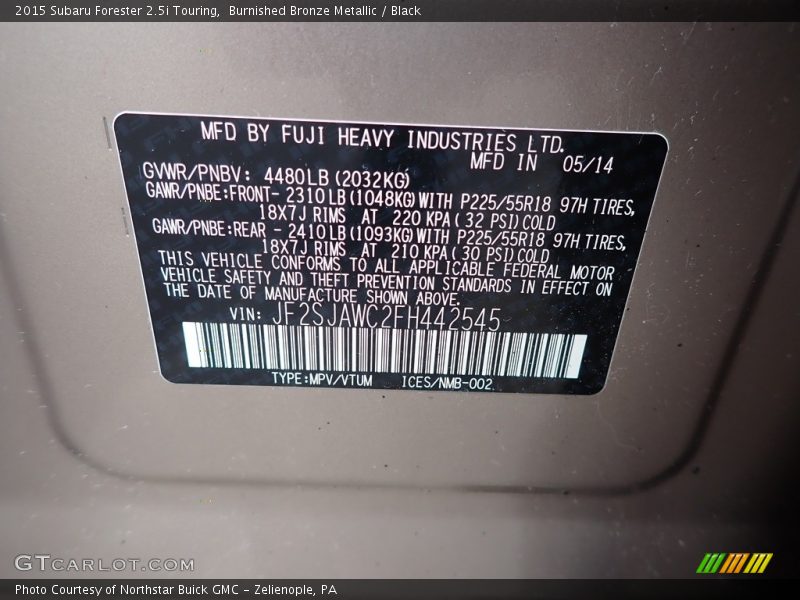 2015 Subaru Forester 2.5i Touring,  Burnished Bronze Metallic / Black
MFD BY FUJI HEAVY INDUSTRIES LTD.
MFD IN 05/14
GVWR/PNBV: 4480LB(2032KG)
GAWR/PNBE:FRONT- 2310LB(1048KG)WITH P225/55R18 97H TIRES,
18X7J RIMS AT 220 KPA(32 PSI)COLD
GAWR/PNBE:REAR - 2410LB(1093KG)WITH P225/55R18 97H TIRES,
18X7J RIMS AT 210 KPA(30 PSI)COLD
THIS VEHICLE CONFORMS TO ALL APPLICABLE FEDERAL MOTOR
VEHICLE SAFETY AND THEFT PREVENTION STANDARDS IN EFFECT ON
THE DATE OF MANUFACTURE SHOWN ABOVE.
VIN: JF2SJAWC2FH442545
TYPE:MPV/VTUM ICES/NMB-002
GTCARLOT.COM
Photo Courtesy of Northstar Buick GMC - Zelienople, PA